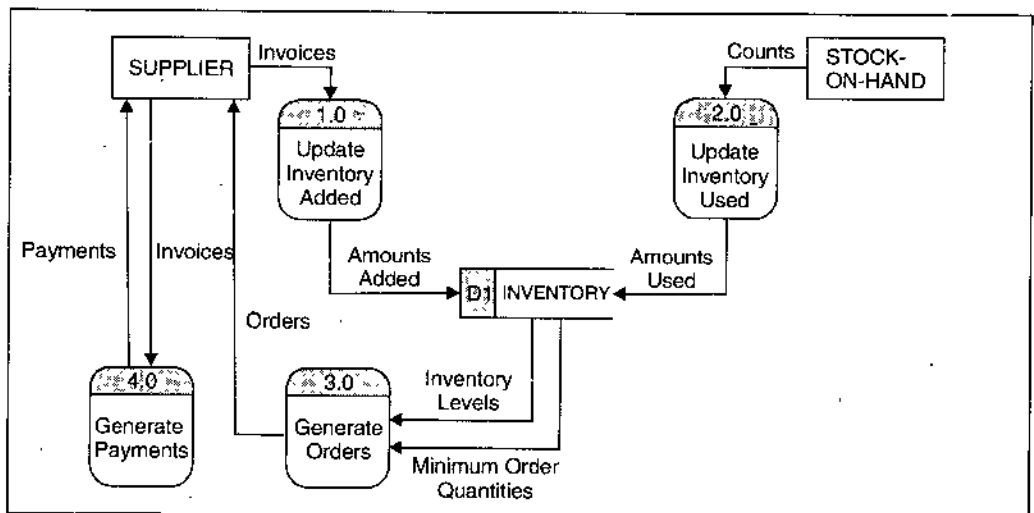 SUPPLIER
Invoices
Counts
STOCK-
ON-HAND
1.0
Update
Inventory
Added
2.0
Update
Inventory
Used
Payments
Invoices
Amounts
Added
Amounts
Used
D1 INVENTORY
Orders
4.0
Generate
Payments
3.0
Generate
Orders
Inventory
Levels
Minimum Order
Quantities